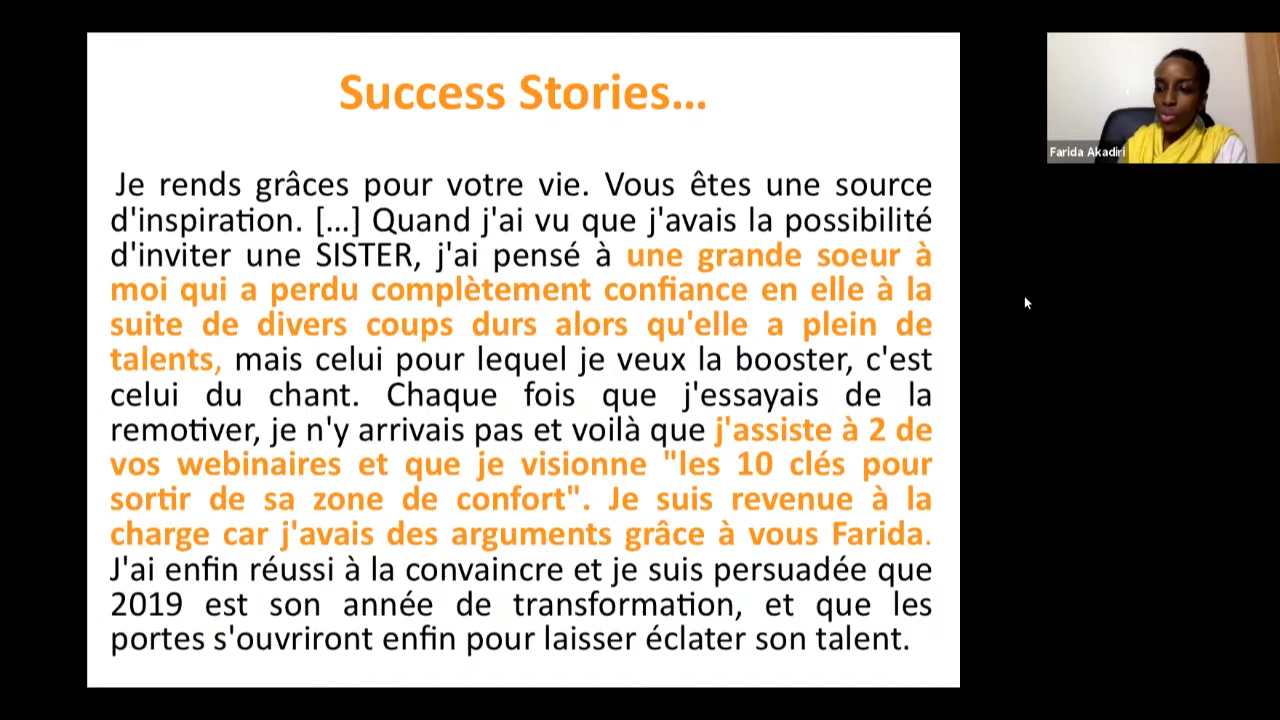 Success Stories...
Je rends grâces pour votre vie. Vous êtes une source
d'inspiration. [...] Quand j'ai vu que j'avais la possibilité
d'inviter une SISTER, j'ai pensé à une grande soeur à
moi qui a perdu complètement confiance en elle à la
suite de divers coups durs alors qu'elle a plein de
talents, mais celui pour lequel je veux la booster, c'est
celui du chant. Chaque fois que j'essayais de la
remotiver, je n'y arrivais pas et voilà que j'assiste à 2 de
vos webinaires et que je visionne "les 10 clés pour
sortir de sa zone de confort". Je suis revenue à la
charge car j'avais des arguments grâce à vous Farida.
J'ai enfin réussi à la convaincre et je suis persuadée que
2019 est son année de transformation, et que les
portes s'ouvriront enfin pour laisser éclater son talent.
Farida Akadiri